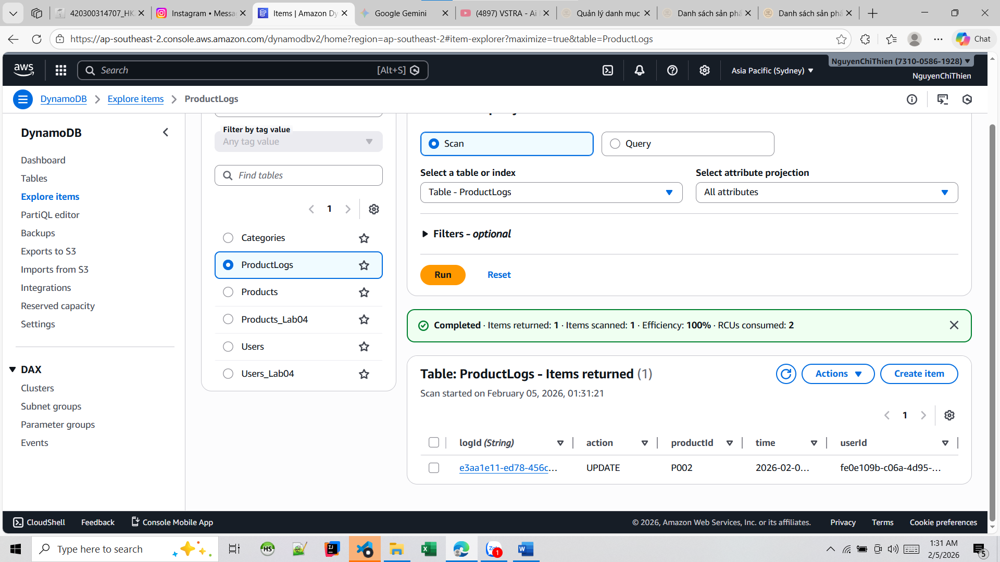 420300314707_HK
Instagram • Messa
Items | Amazon Dy
Google Gemini
(4897) VSTRA - Ai
Quản lý danh mục
Danh sách sản ph
Danh sách sản ph
https://ap-southeast-2.console.aws.amazon.com/dynamodbv2/home?region=ap-southeast-2#item-explorer?maximize=true&table=ProductLogs
Chat
aws
Search
[Alt+S]
Asia Pacific (Sydney)
NguyenChiThien (7310-0586-1928)
NguyenChiThien
DynamoDB
Explore items
ProductLogs
DynamoDB
Dashboard
Tables
Explore items
PartiQL editor
Backups
Exports to S3
Imports from S3
Integrations
Reserved capacity
Settings
DAX
Clusters
Subnet groups
Parameter groups
Events
Filter by tag value
Any tag value
Find tables
1
Categories
ProductLogs
Products
Products_Lab04
Users
Users_Lab04
Scan
Query
Select a table or index
Select attribute projection
Table - ProductLogs
All attributes
Filters - optional
Run
Reset
Completed · Items returned: 1 · Items scanned: 1 · Efficiency: 100% · RCUs consumed: 2
Table: ProductLogs - Items returned (1)
Actions
Create item
Scan started on February 05, 2026, 01:31:21
1
logId (String)
action
productId
time
userId
e3aa1e11-ed78-456c...
UPDATE
P002
2026-02-0...
fe0e109b-c06a-4d95-...
CloudShell
Feedback
Console Mobile App
© 2026, Amazon Web Services, Inc. or its affiliates.
Privacy
Terms
Cookie preferences
Type here to search
1:31 AM
2/5/2026
5